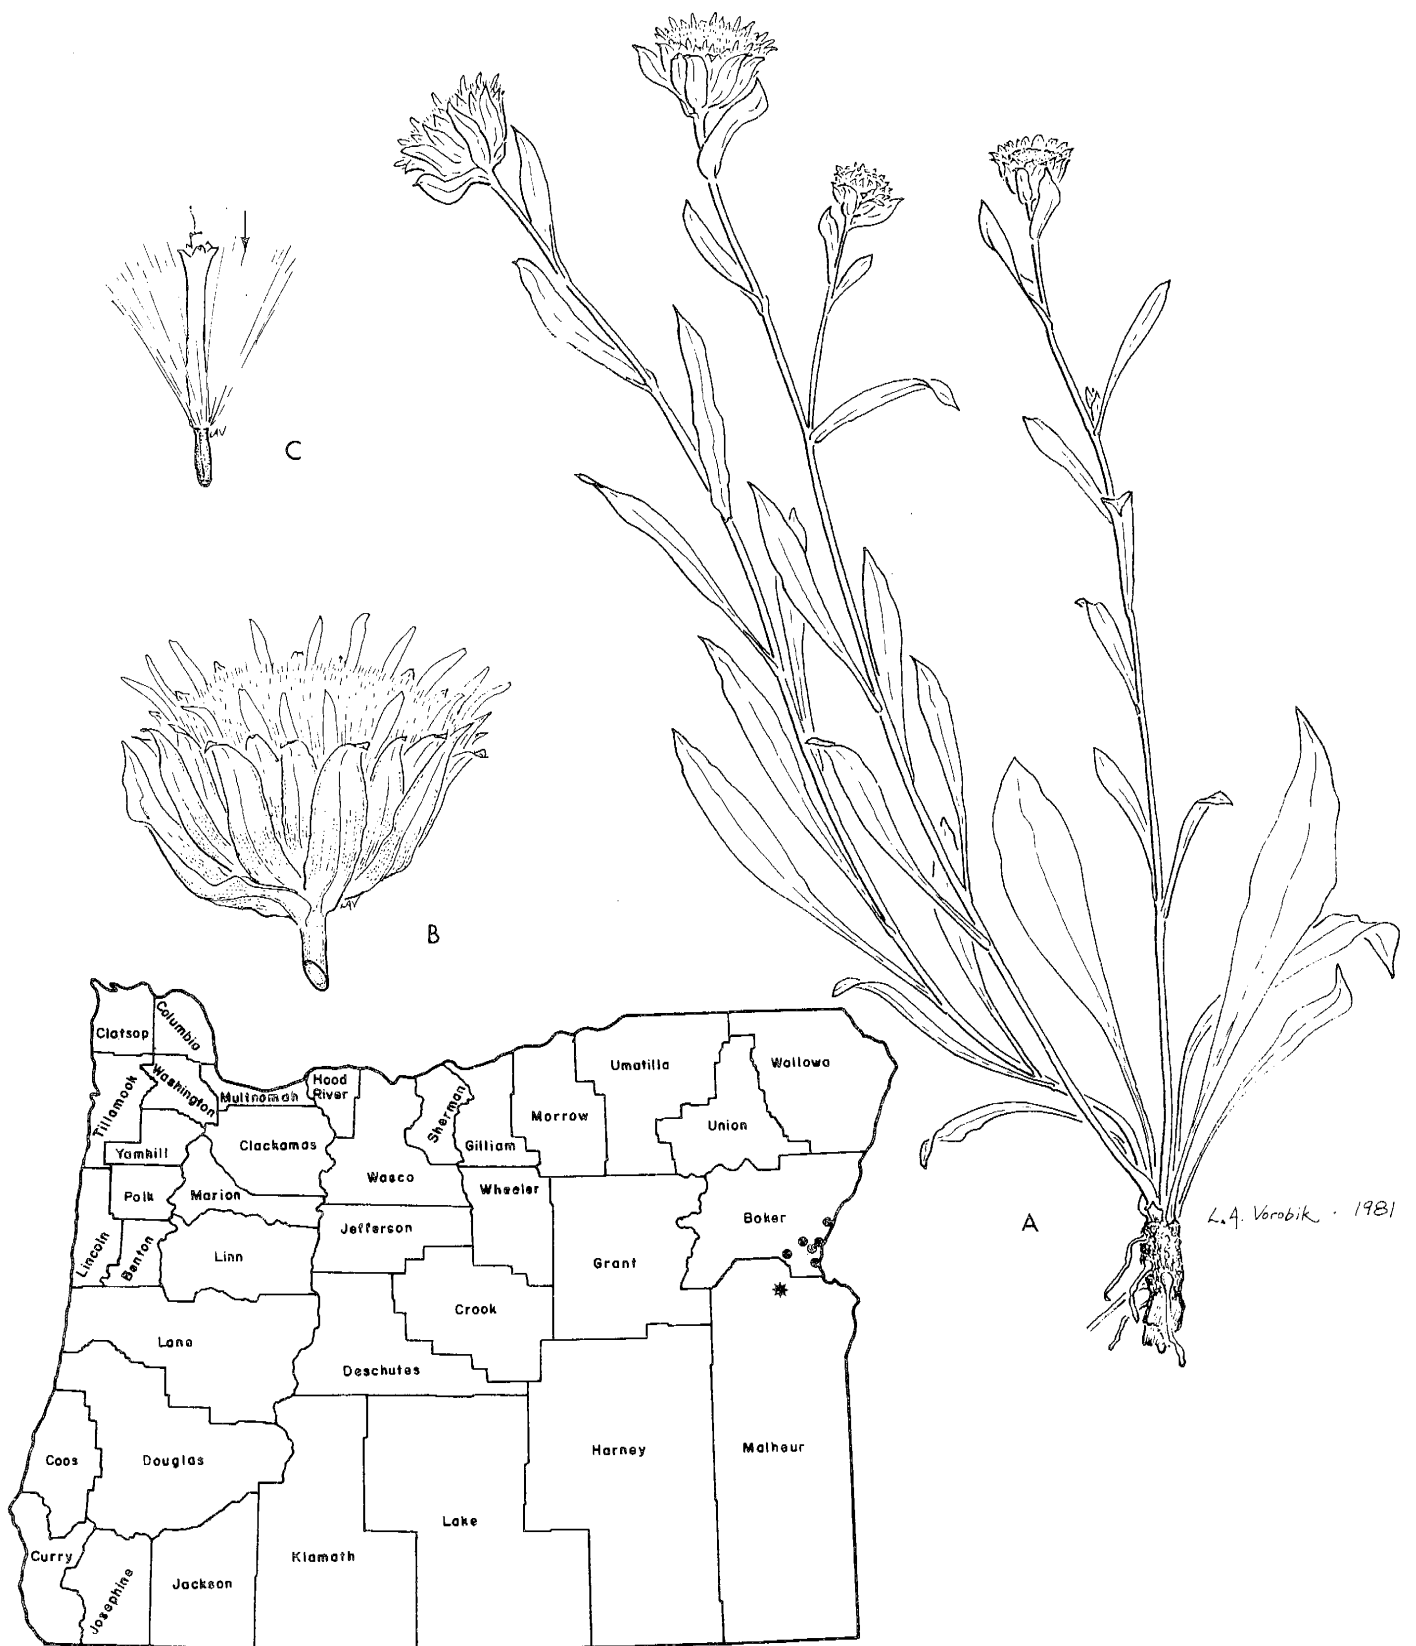 C
AV
B
AV
A
L.A. Vorobik . 1981
Clatsop
Columbia
Tillamook
Washington
Multnomah
Hood
River
Yamhill
Clackamas
Polk
Marion
Lincoln
Benton
Linn
Wasco
Sherman
Gilliam
Morrow
Umatilla
Union
Wallowa
Wheeler
Jefferson
Baker
Grant
Crook
Lane
Deschutes
Coos
Douglas
Harney
Malheur
Lake
Klamath
Curry
Josephine
Jackson